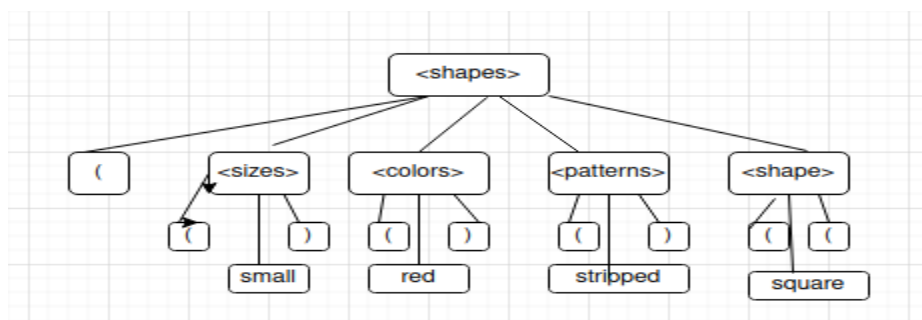 <shapes>
( <sizes> <colors> <patterns> <shape>
( ) ( ) ( ) ( (
small red stripped square